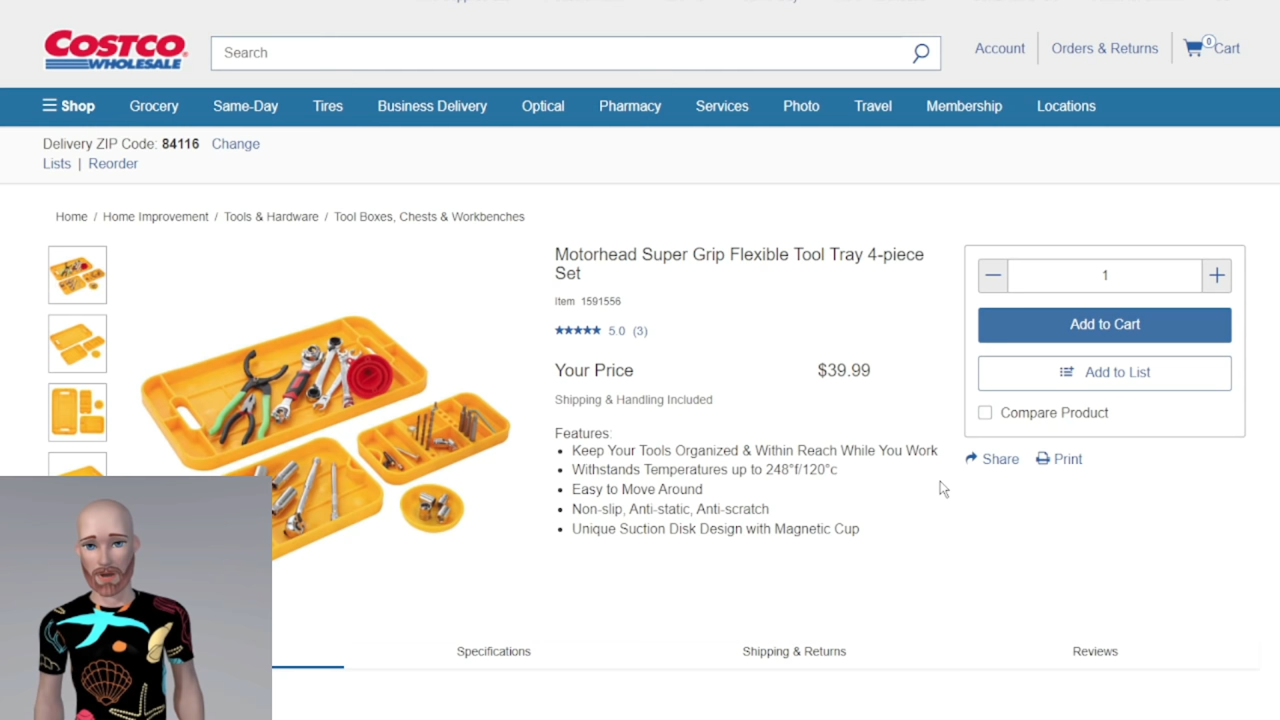 COSTCO
WHOLESALE
Search
Account
Orders & Returns
0
Cart
Shop
Grocery
Same-Day
Tires
Business Delivery
Optical
Pharmacy
Services
Photo
Travel
Membership
Locations
Delivery ZIP Code: 84116 Change
Lists | Reorder
Home / Home Improvement / Tools & Hardware / Tool Boxes, Chests & Workbenches
Motorhead Super Grip Flexible Tool Tray 4-piece
Set
Item 1591556
5.0 (3)
Your Price $39.99
Shipping & Handling Included
Features:
• Keep Your Tools Organized & Within Reach While You Work
• Withstands Temperatures up to 248°f/120°c
• Easy to Move Around
• Non-slip, Anti-static, Anti-scratch
• Unique Suction Disk Design with Magnetic Cup
1
Add to Cart
Add to List
Compare Product
Share
Print
Specifications
Shipping & Returns
Reviews